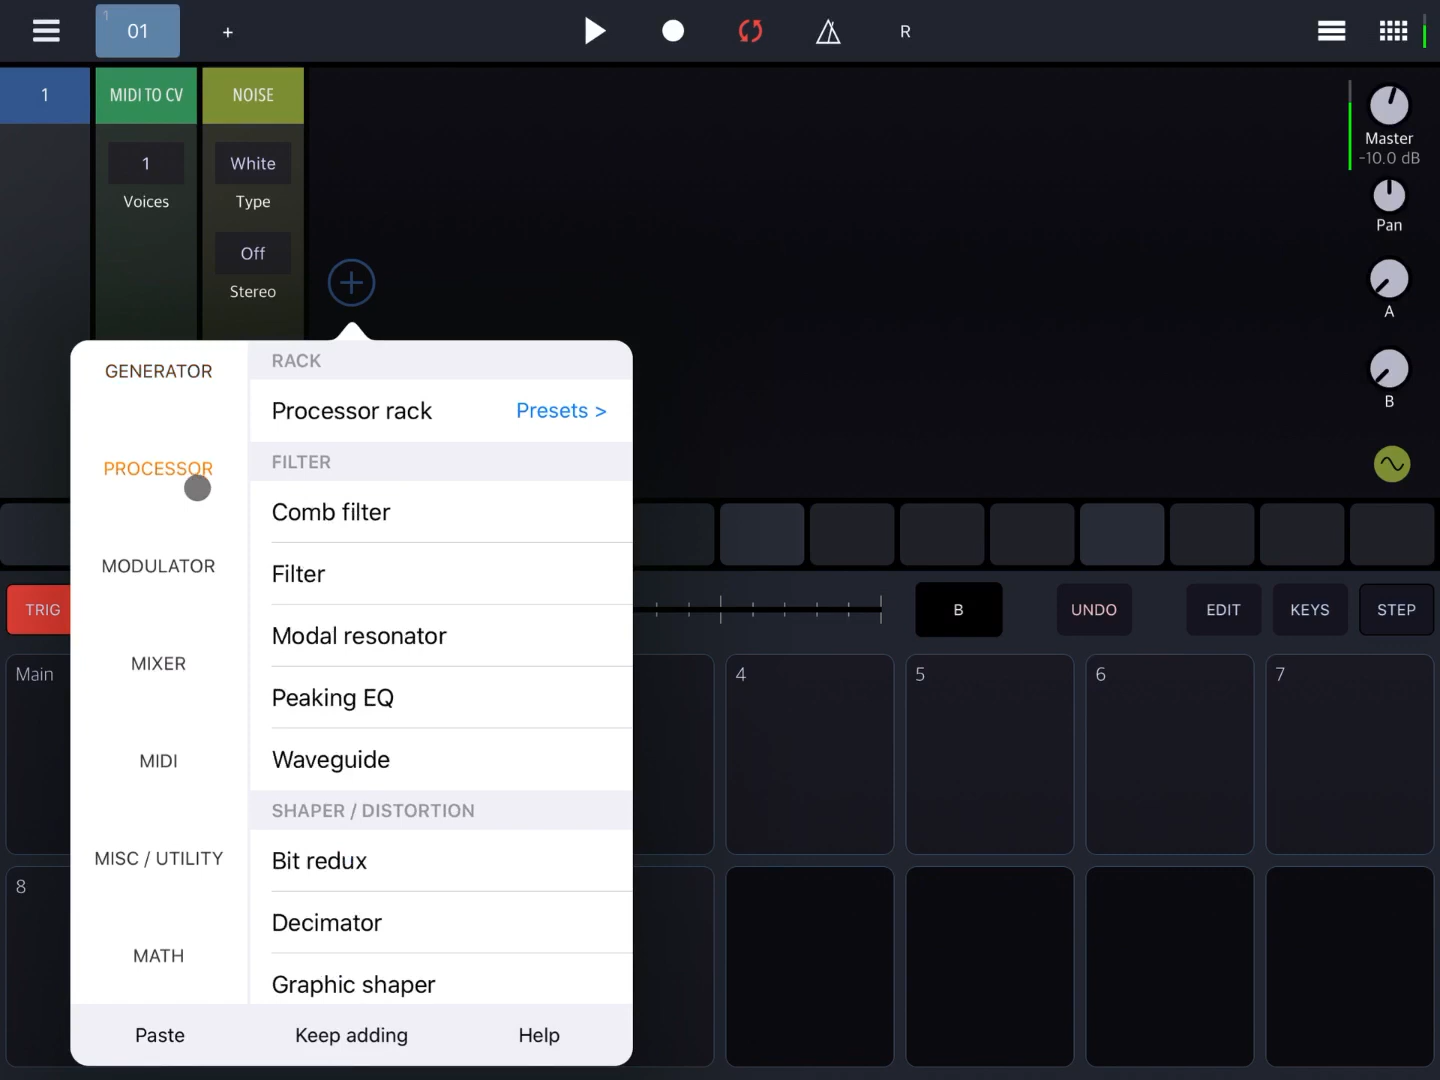 1
01
+
R
1
MIDI TO CV
NOISE
1
Voices
White
Type
Off
Stereo
Master
-10.0 dB
Pan
A
B
GENERATOR
PROCESSOR
MODULATOR
MIXER
MIDI
MISC / UTILITY
MATH
RACK
Processor rack
Presets >
FILTER
Comb filter
Filter
Modal resonator
Peaking EQ
Waveguide
SHAPER / DISTORTION
Bit redux
Decimator
Graphic shaper
Paste
Keep adding
Help
TRIG
B
UNDO
EDIT
KEYS
STEP
Main
4
5
6
7
8